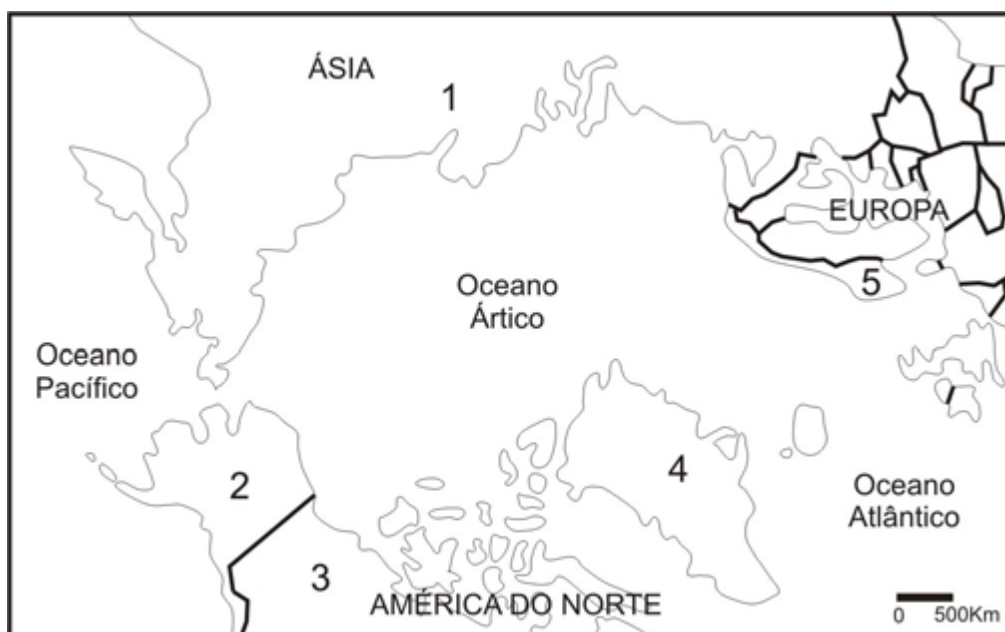 ÁSIA
1
EUROPA
5
Oceano
Ártico
Oceano
Pacífico
2
4
Oceano
Atlântico
3
AMÉRICA DO NORTE
0 500Km